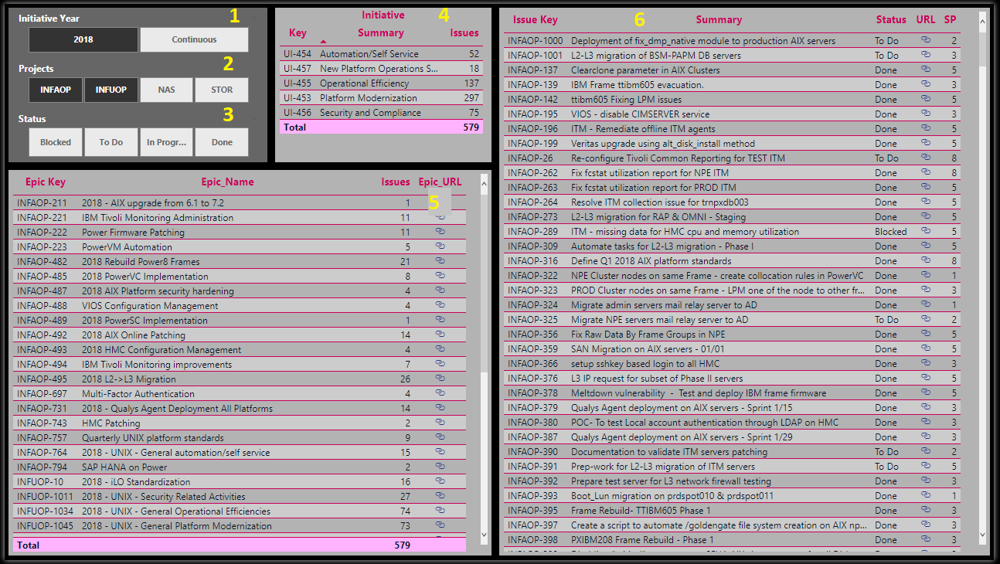 Initiative Year 1
2018 Continuous
Projects 2
INFAOP INFUOP NAS STOR
Status 3
Blocked To Do In Progr... Done
Initiative 4
Key Summary Issues
UI-454 Automation/Self Service 52
UI-457 New Platform Operations S... 18
UI-455 Operational Efficiency 137
UI-453 Platform Modernization 297
UI-456 Security and Compliance 75
Total 579
Epic Key Epic_Name Issues Epic_URL
5
INFAOP-211 2018 - AIX upgrade from 6.1 to 7.2 1
INFAOP-221 IBM Tivoli Monitoring Administration 11
INFAOP-222 Power Firmware Patching 11
INFAOP-223 PowerVM Automation 5
INFAOP-482 2018 Rebuild Power8 Frames 21
INFAOP-485 2018 PowerVC Implementation 8
INFAOP-487 2018 AIX Platform security hardening 4
INFAOP-488 VIOS Configuration Management 4
INFAOP-489 2018 PowerSC Implementation 1
INFAOP-492 2018 AIX Online Patching 14
INFAOP-493 2018 HMC Configuration Management 4
INFAOP-494 IBM Tivoli Monitoring improvements 7
INFAOP-495 2018 L2->L3 Migration 26
INFAOP-697 Multi-Factor Authentication 4
INFAOP-731 2018 - Qualys Agent Deployment All Platforms 14
INFAOP-743 HMC Patching 2
INFAOP-757 Quarterly UNIX platform standards 9
INFAOP-764 2018 - UNIX - General automation/self service 15
INFAOP-794 SAP HANA on Power 2
INFUOP-10 2018 - iLO Standardization 16
INFUOP-1011 2018 - UNIX - Security Related Activities 27
INFUOP-1034 2018 - UNIX - General Operational Efficiencies 74
INFUOP-1045 2018 - UNIX - General Platform Modernization 73
Total 579
6
Issue Key Summary Status URL SP
INFAOP-1000 Deployment of fix_dmp_native module to production AIX servers To Do 2
INFAOP-1001 L2-L3 migration of BSM-PAPM DB servers To Do 3
INFAOP-137 Clearclone parameter in AIX Clusters Done 5
INFAOP-139 IBM Frame ttibm605 evacuation. Done 3
INFAOP-142 ttibm605 Fixing LPM issues Done 5
INFAOP-195 VIOS - disable CIMSERVER service Done 3
INFAOP-196 ITM - Remediate offline ITM agents Done 5
INFAOP-199 Veritas upgrade using alt_disk_install method Done 5
INFAOP-26 Re-configure Tivoli Common Reporting for TEST ITM To Do 8
INFAOP-262 Fix fcstat utilization report for NPE ITM Done 8
INFAOP-263 Fix fcstat utilization report for PROD ITM Done 5
INFAOP-264 Resolve ITM collection issue for trnpxdb003 Done 5
INFAOP-273 L2-L3 migration for RAP & OMNI - Staging Done 5
INFAOP-289 ITM - missing data for HMC cpu and memory utilization Blocked 5
INFAOP-309 Automate tasks for L2-L3 migration - Phase I Done 5
INFAOP-316 Define Q1 2018 AIX platform standards Done 8
INFAOP-322 NPE Cluster nodes on same Frame - create collocation rules in PowerVC Done 1
INFAOP-323 PROD Cluster nodes on same Frame - LPM one of the node to other fr... Done 3
INFAOP-324 Migrate admin servers mail relay server to AD Done 1
INFAOP-325 Migrate NPE servers mail relay server to AD To Do 2
INFAOP-356 Fix Raw Data By Frame Groups in NPE Done 5
INFAOP-359 SAN Migration on AIX servers - 01/01 Done 5
INFAOP-366 setup sshkey based login to all HMC Done 3
INFAOP-376 L3 IP request for subset of Phase II servers Done 5
INFAOP-378 Meltdown vulnerability - Test and deploy IBM frame firmware Done 5
INFAOP-379 Qualys Agent deployment on AIX servers - Sprint 1/15 Done 3
INFAOP-380 POC- To test Local account authentication through LDAP on HMC Done 3
INFAOP-387 Qualys Agent deployment on AIX servers - Sprint 1/29 Done 3
INFAOP-390 Documentation to validate ITM servers patching To Do 2
INFAOP-391 Prep-work for L2-L3 migration of ITM servers To Do 5
INFAOP-392 Prepare test server for L3 network firewall testing Done 3
INFAOP-393 Boot_Lun migration on prdspot010 & prdspot011 Done 1
INFAOP-395 Frame Rebuild- TTIBM605 Phase 1 Done 3
INFAOP-397 Create a script to automate /goldengate file system creation on AIX np... Done 3
INFAOP-398 PXIBM208 Frame Rebuild - Phase 1 Done 3